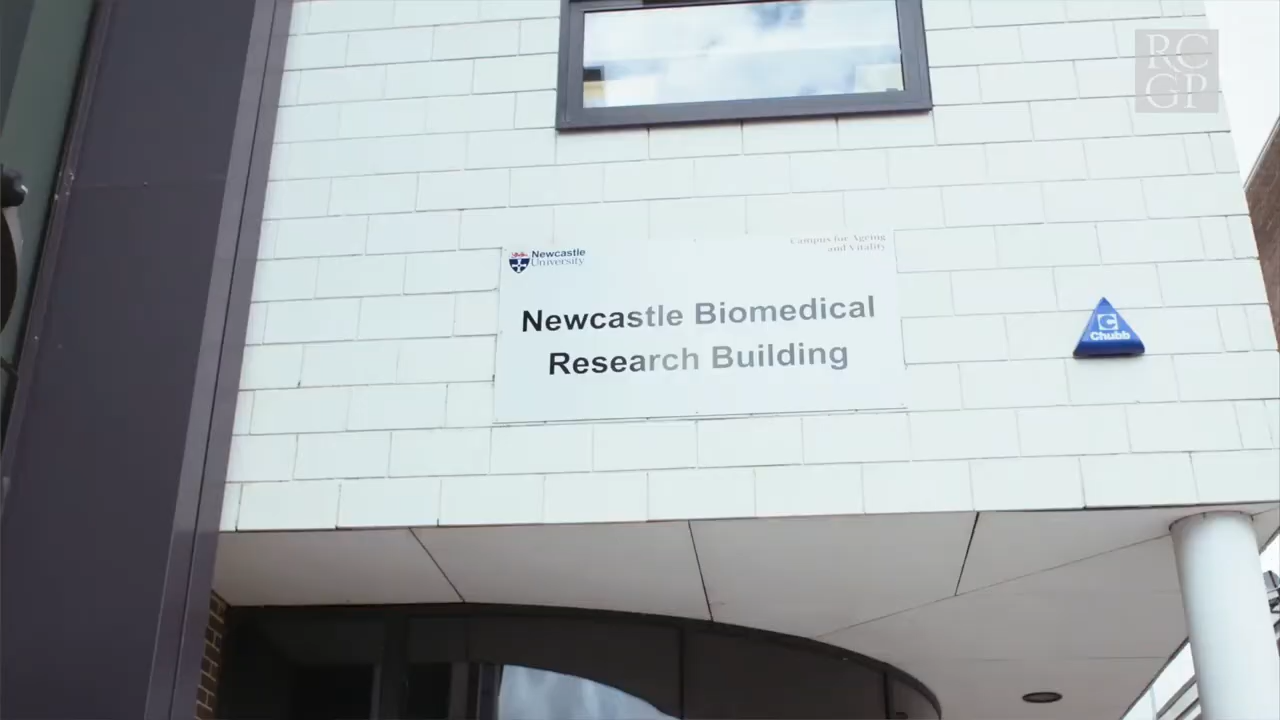 RC
GP
Campus for Ageing
and Vitality
Newcastle
University
Newcastle Biomedical
Research Building
C
Chubb